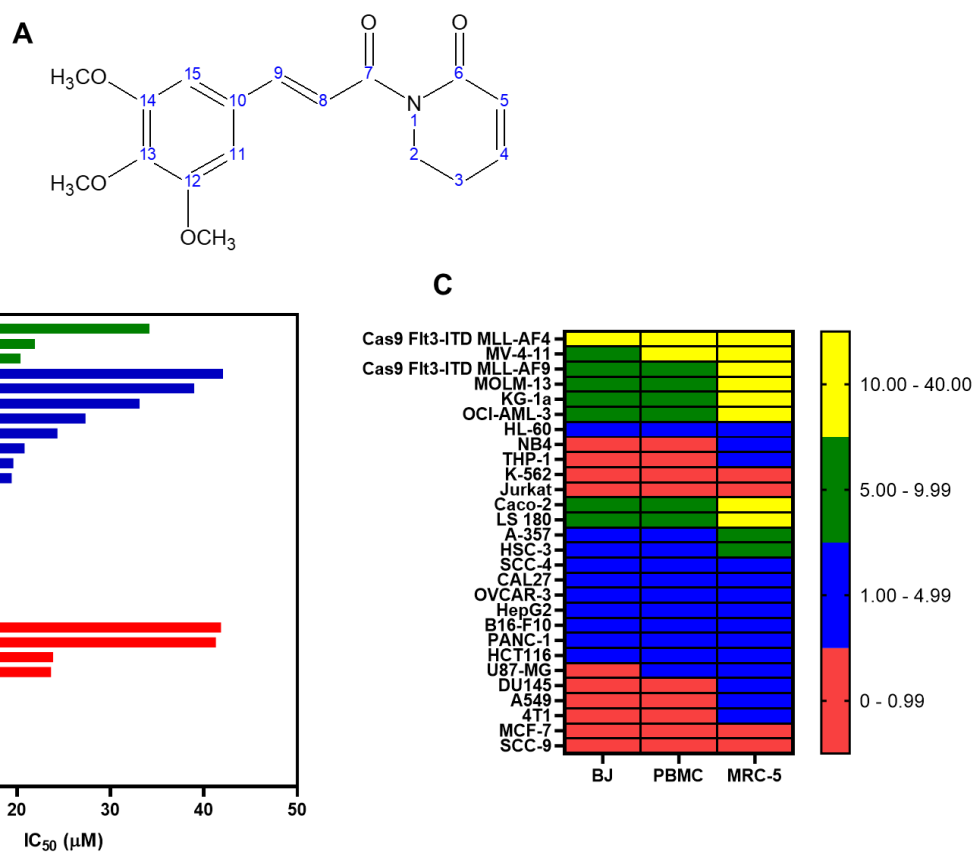 A
O
O
H₃CO
15
9
7
6
14
10
8
N
5
1
13
11
2
4
H₃CO
12
3
OCH₃
C
Cas9 Flt3-ITD MLL-AF4
MV-4-11
Cas9 Flt3-ITD MLL-AF9
MOLM-13
KG-1a
OCI-AML-3
HL-60
NB4
THP-1
K-562
Jurkat
Caco-2
LS 180
A-357
HSC-3
SCC-4
CAL27
OVCAR-3
HepG2
B16-F10
PANC-1
HCT116
U87-MG
DU145
A549
4T1
MCF-7
SCC-9
BJ PBMC MRC-5
10.00 - 40.00
5.00 - 9.99
1.00 - 4.99
0 - 0.99
20 30 40 50
IC₅₀ (μM)